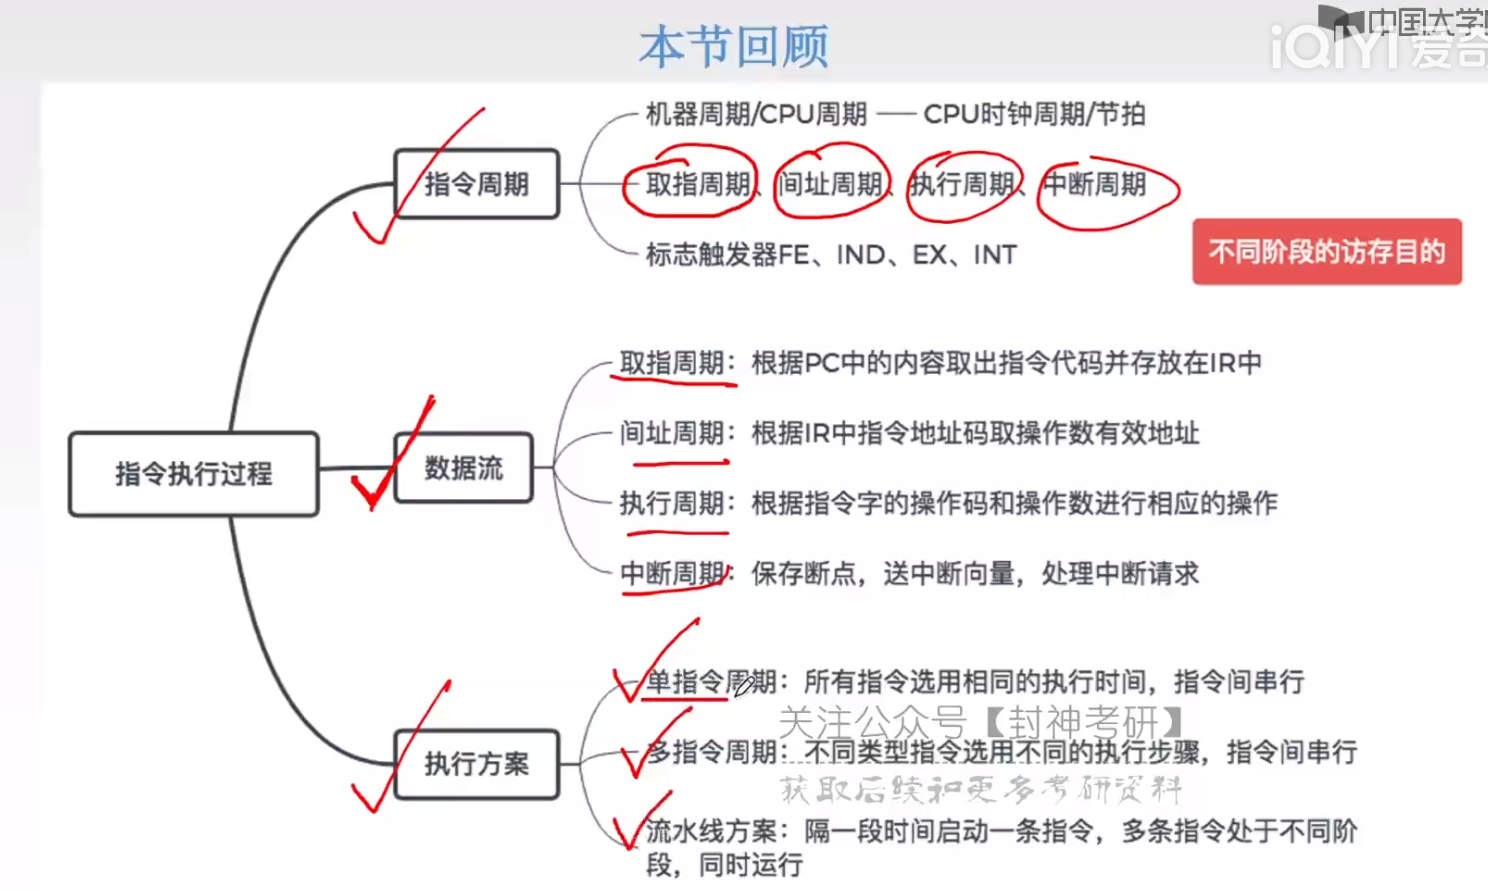 本节回顾
中国大学
iQIYI 爱奇
机器周期/CPU周期 —— CPU时钟周期/节拍
指令周期
取指周期、间址周期、执行周期、中断周期
标志触发器FE、IND、EX、INT
不同阶段的访存目的
取指周期：根据PC中的内容取出指令代码并存放在IR中
间址周期：根据IR中指令地址码取操作数有效地址
指令执行过程
数据流
执行周期：根据指令字的操作码和操作数进行相应的操作
中断周期：保存断点，送中断向量，处理中断请求
单指令周期：所有指令选用相同的执行时间，指令间串行
关注公众号【封神考研】
执行方案
多指令周期：不同类型指令选用不同的执行步骤，指令间串行
获取后续和更多考研资料
流水线方案：隔一段时间启动一条指令，多条指令处于不同阶
段，同时运行